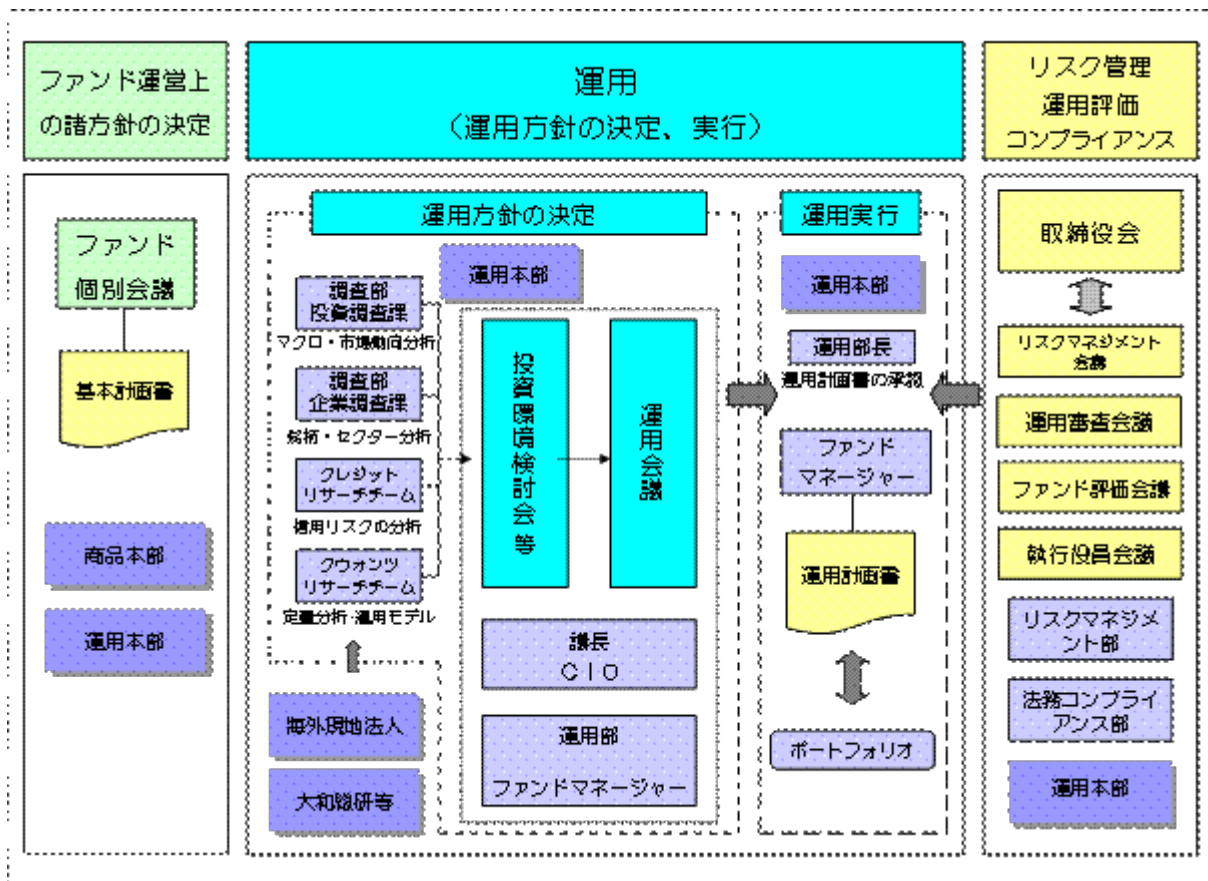 ファンド運営上
の諸方針の決定
運用
（運用方針の決定、実行）
リスク管理
運用評価
コンプライアンス
ファンド
個別会議
基本計画書
商品本部
運用本部
運用方針の決定
運用本部
調査部
投資調査課
マクロ・市場動向分析
調査部
企業調査課
銘柄・セクター分析
クレジット
リサーチチーム
信用リスクの分析
クウォンツ
リサーチチーム
定量分析・運用モデル
海外現地法人
大和総研等
投資環境検討会等
運用会議
議長
ＣＩＯ
運用部
ファンドマネージャー
運用実行
運用本部
運用部長
運用計画書の承認
ファンド
マネージャー
運用計画書
ポートフォリオ
取締役会
リスクマネジメント
会議
運用審査会議
ファンド評価会議
執行役員会議
リスクマネジメ
ント部
法務コンプライ
アンス部
運用本部